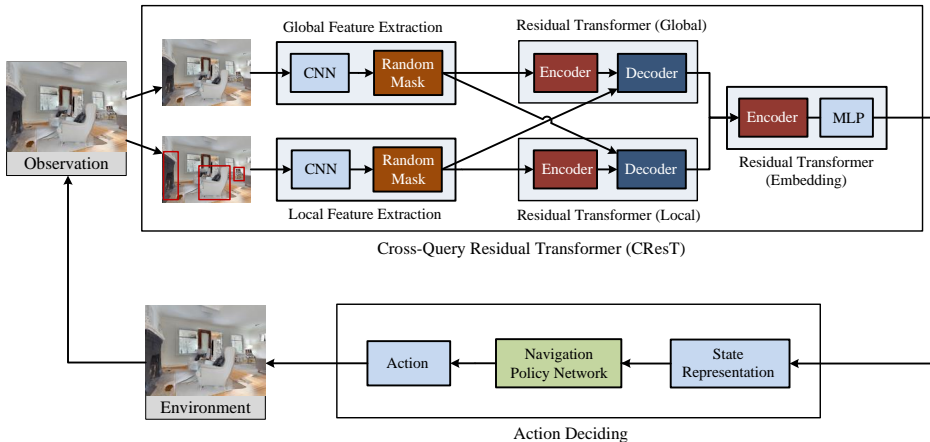 Global Feature Extraction
Residual Transformer (Global)
CNN
Random
Mask
Encoder
Decoder
Observation
Encoder
MLP
CNN
Random
Mask
Encoder
Decoder
Residual Transformer
(Embedding)
Local Feature Extraction
Residual Transformer (Local)
Cross-Query Residual Transformer (CResT)
Environment
Action
Navigation
Policy Network
State
Representation
Action Deciding